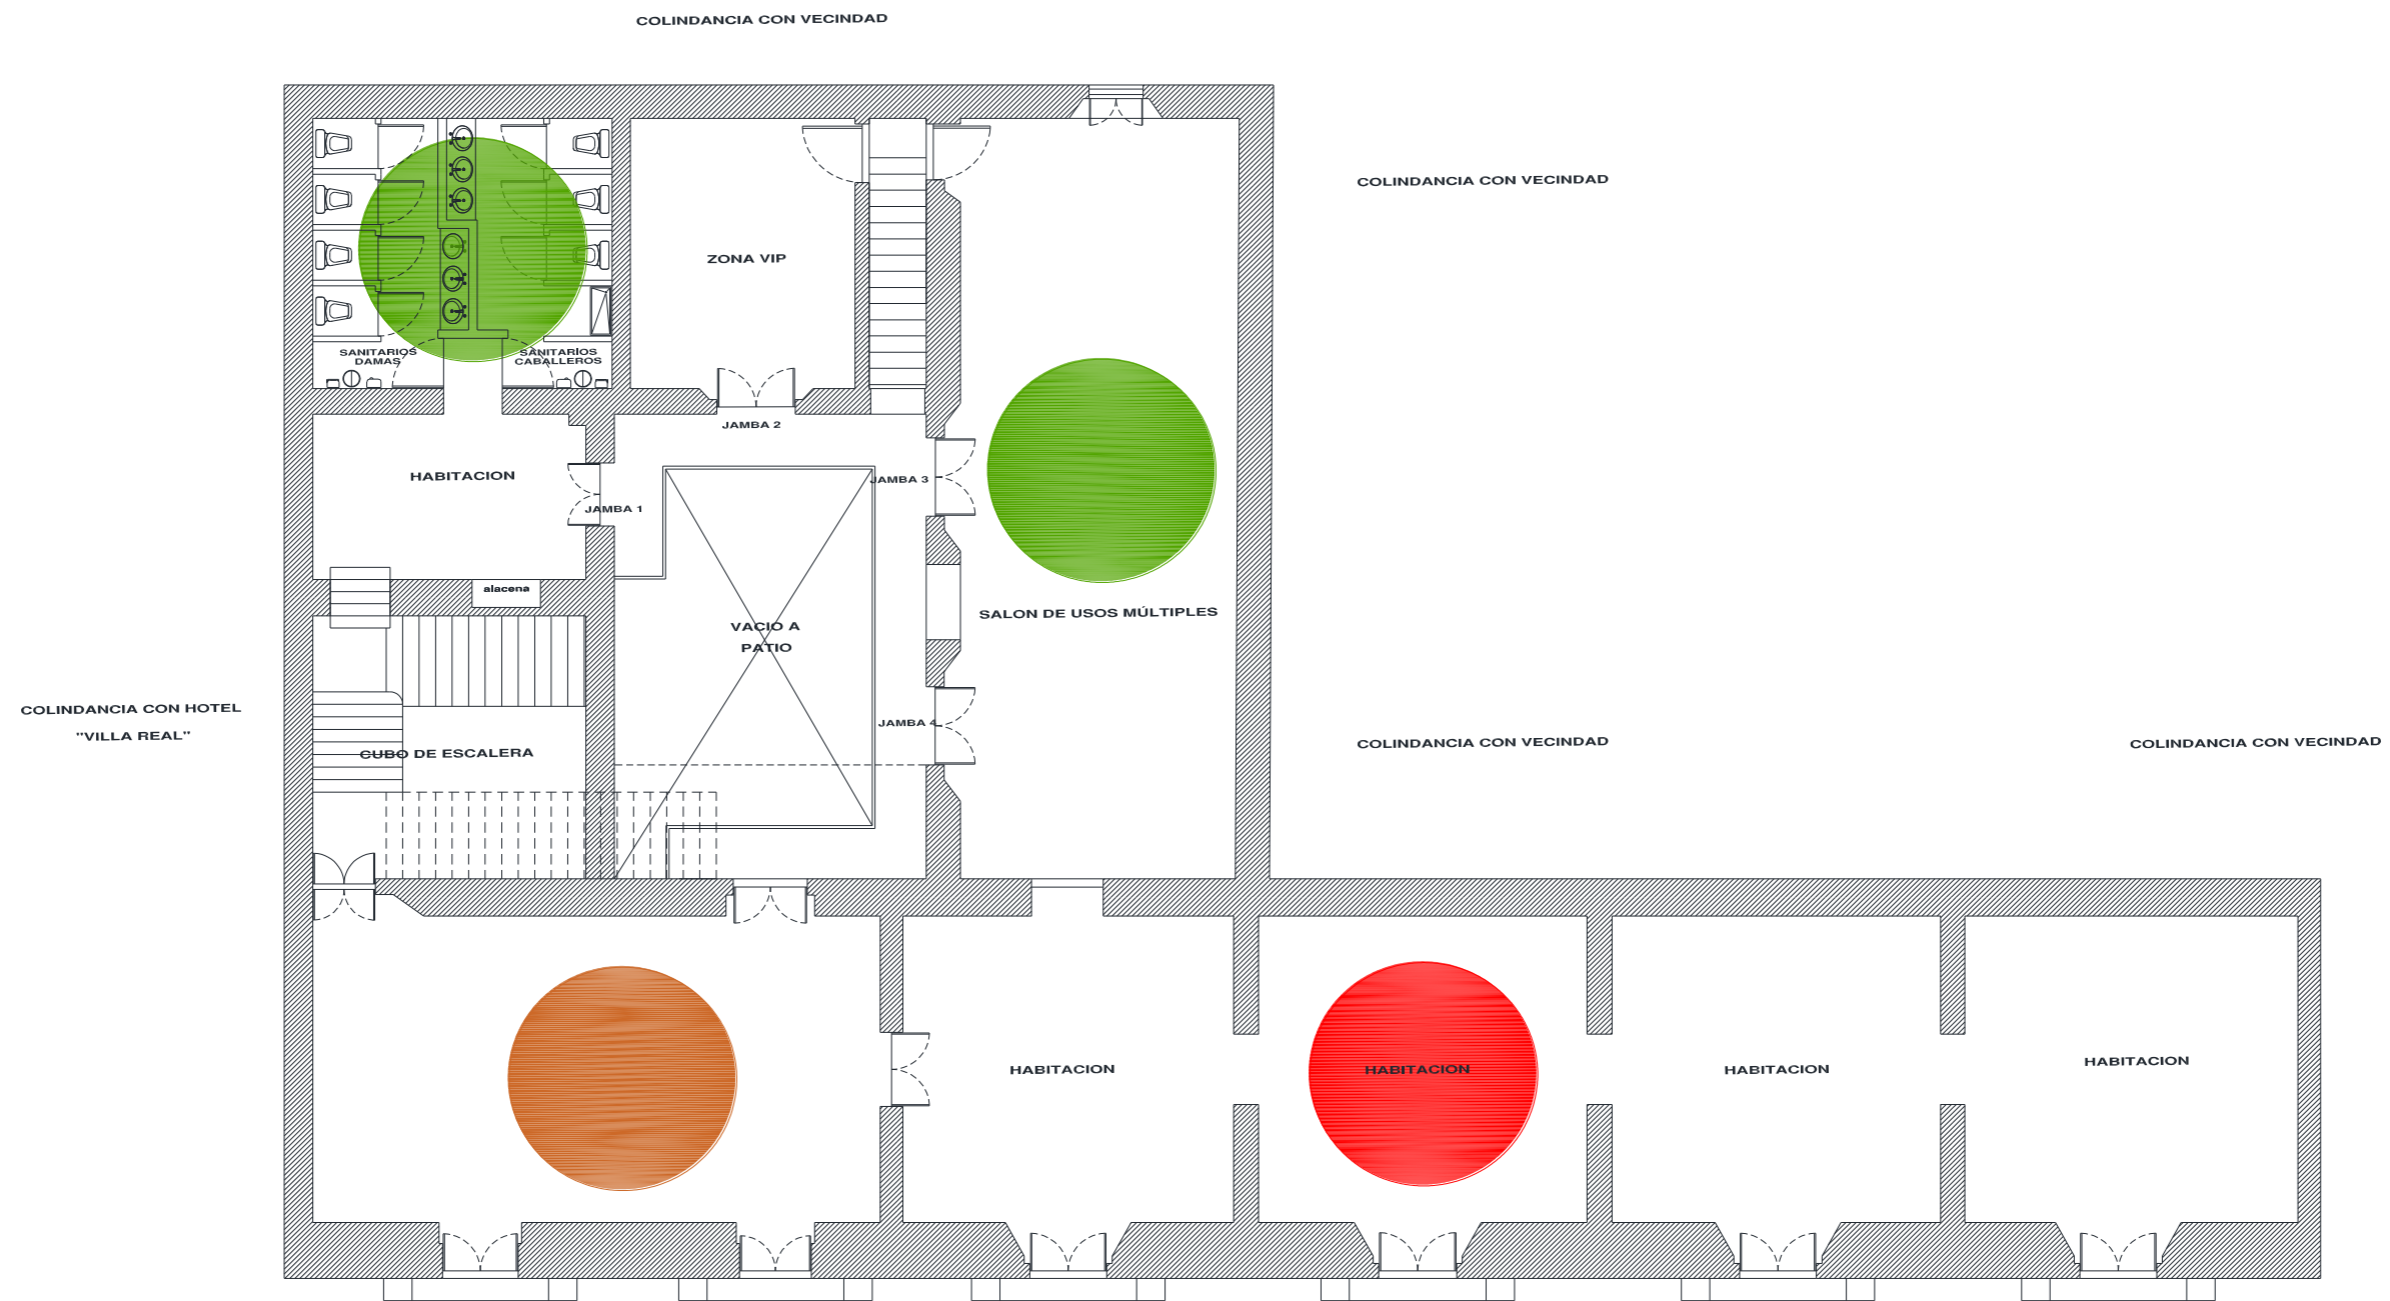 COLINDANCIA CON VECINDAD
COLINDANCIA CON VECINDAD
ZONA VIP
SANITARIOS
DAMAS
SANITARIOS
CABALLEROS
JAMBA 2
HABITACION
JAMBA 3
JAMBA 1
alacena
SALON DE USOS MÚLTIPLES
VACIO A
PATIO
COLINDANCIA CON HOTEL
"VILLA REAL"
JAMBA 4
CUBO DE ESCALERA
COLINDANCIA CON VECINDAD
COLINDANCIA CON VECINDAD
HABITACION
HABITACION
HABITACION
HABITACION